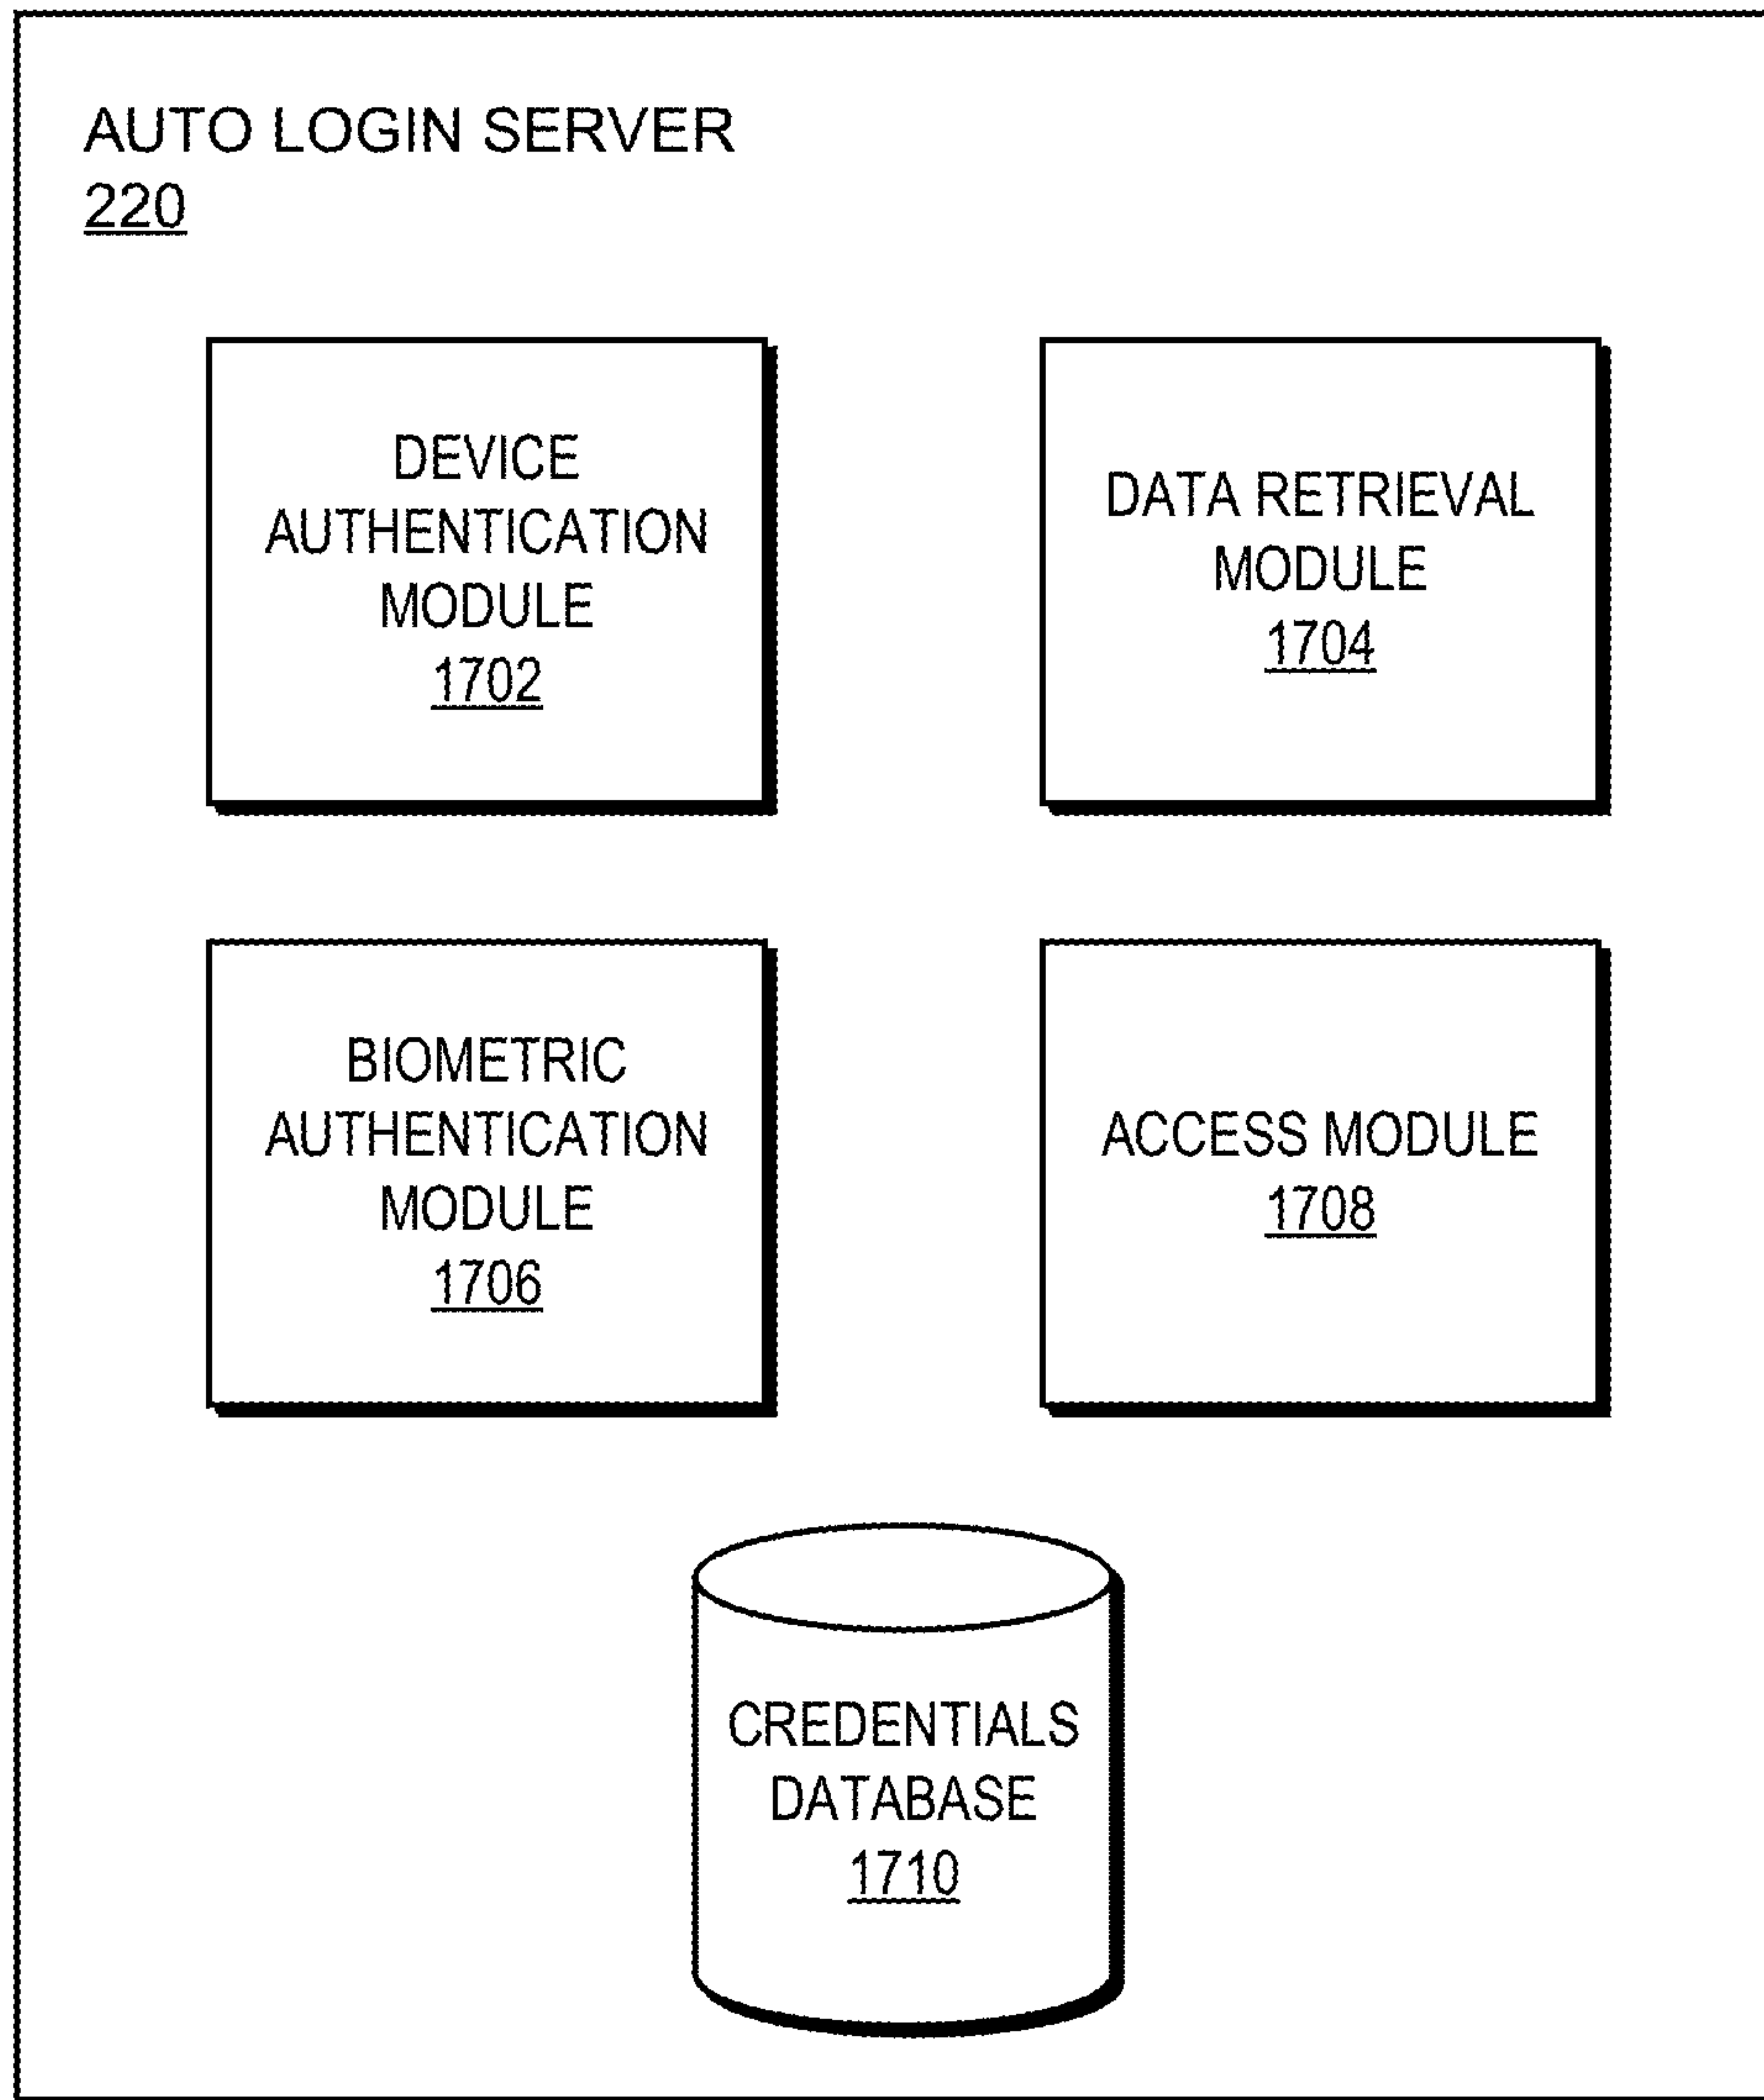 AUTO LOGIN SERVER
220
DEVICE
AUTHENTICATION
MODULE
1702
DATA RETRIEVAL
MODULE
1704
BIOMETRIC
AUTHENTICATION
MODULE
1706
ACCESS MODULE
1708
CREDENTIALS
DATABASE
1710